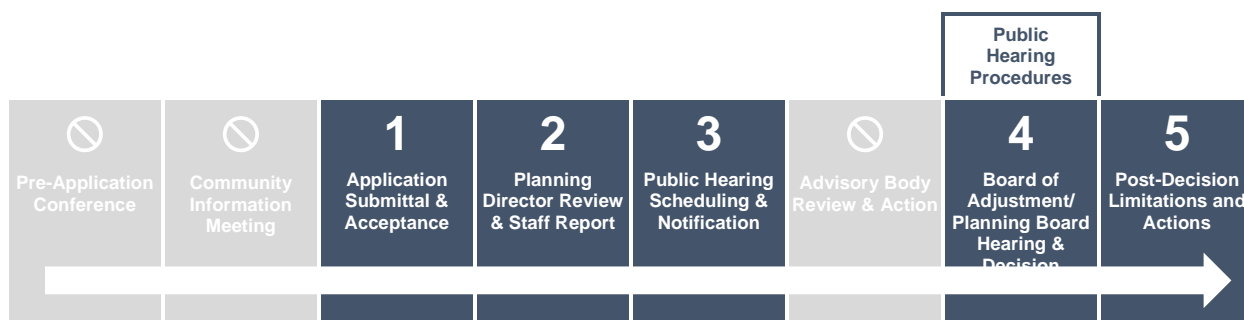 Public
Hearing
Procedures
Pre-Application
Conference
Community
Information
Meeting
1
Application
Submittal &
Acceptance
2
Planning
Director Review
& Staff Report
3
Public Hearing
Scheduling &
Notification
Advisory Body
Review & Action
4
Board of
Adjustment/
Planning Board
Hearing &
Decision
5
Post-Decision
Limitations and
Actions